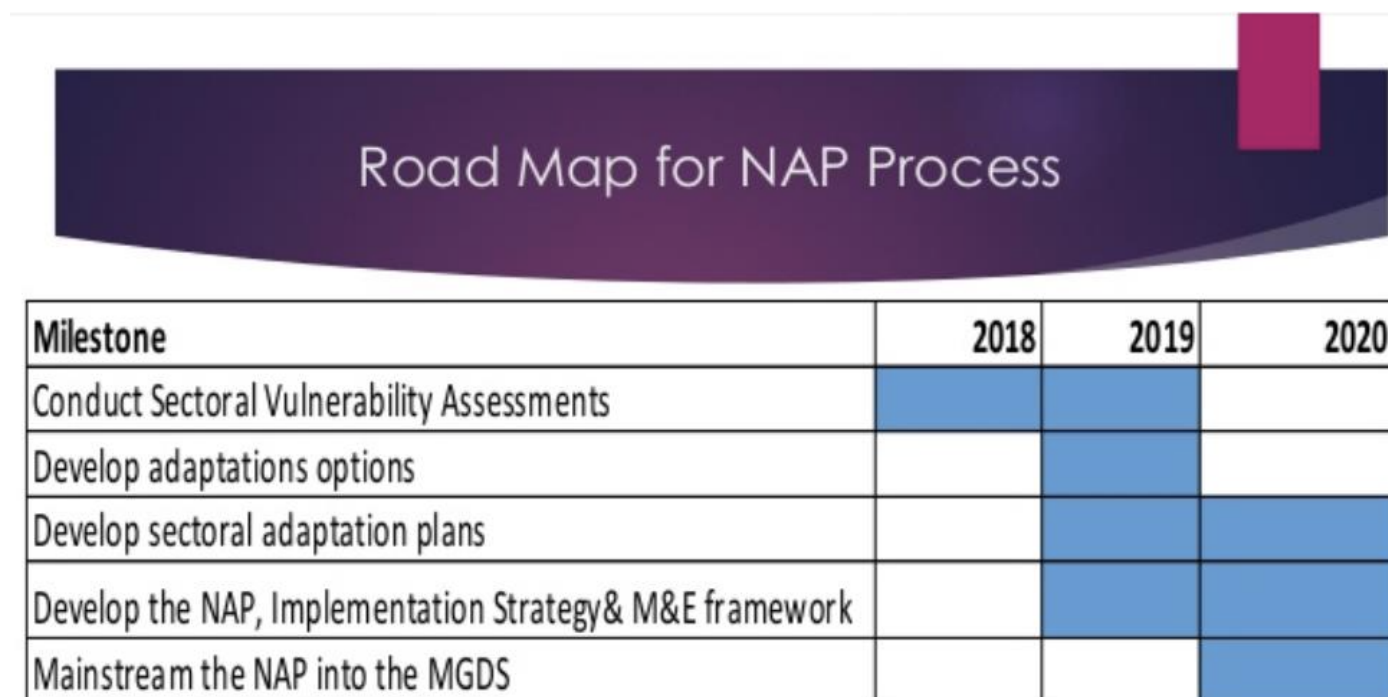 Road Map for NAP Process
Milestone 2018 2019 2020
Conduct Sectoral Vulnerability Assessments
Develop adaptations options
Develop sectoral adaptation plans
Develop the NAP, Implementation Strategy& M&E framework
Mainstream the NAP into the MGDS